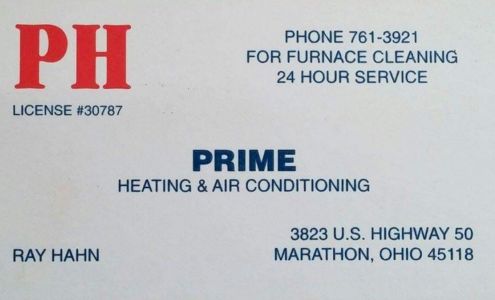 PH
LICENSE #30787
PHONE 761-3921
FOR FURNACE CLEANING
24 HOUR SERVICE
PRIME
HEATING & AIR CONDITIONING
RAY HAHN
3823 U.S. HIGHWAY 50
MARATHON, OHIO 45118